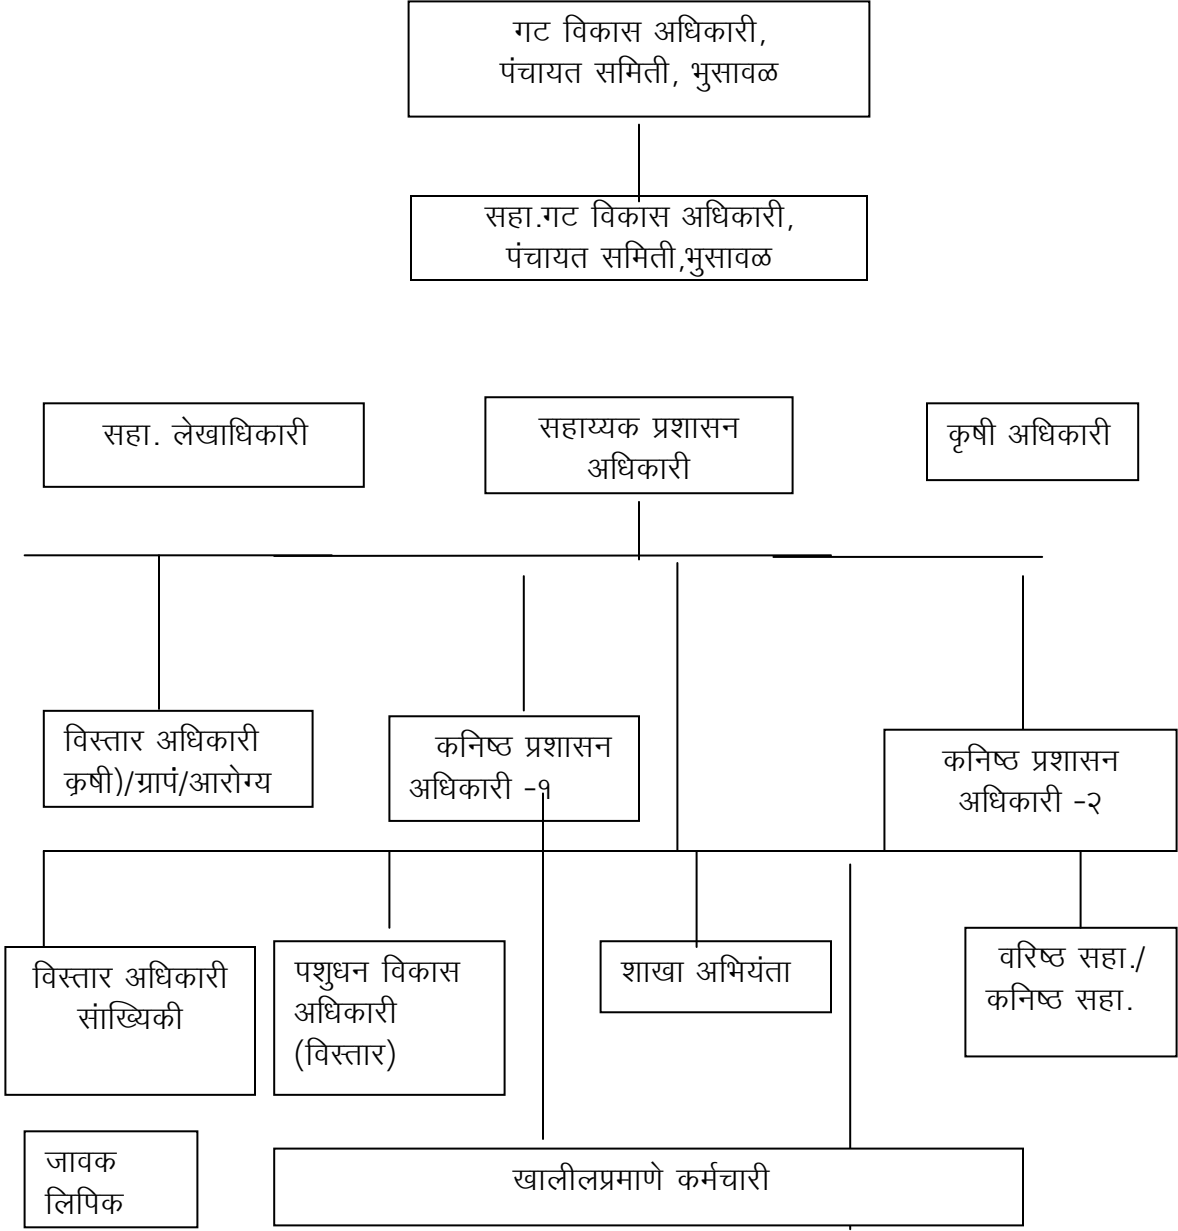 गट विकास अधिकारी,
पंचायत समिती, भुसावळ
सहा.गट विकास अधिकारी,
पंचायत समिती,भुसावळ
सहा. लेखाधिकारी
सहाय्यक प्रशासन
अधिकारी
कृषी अधिकारी
विस्तार अधिकारी
कृषी)/ग्रापं/आरोग्य
कनिष्ठ प्रशासन
अधिकारी -१
कनिष्ठ प्रशासन
अधिकारी -२
विस्तार अधिकारी
सांख्यिकी
पशुधन विकास
अधिकारी
(विस्तार)
शाखा अभियंता
वरिष्ठ सहा./
कनिष्ठ सहा.
जावक
लिपिक
खालीलप्रमाणे कर्मचारी